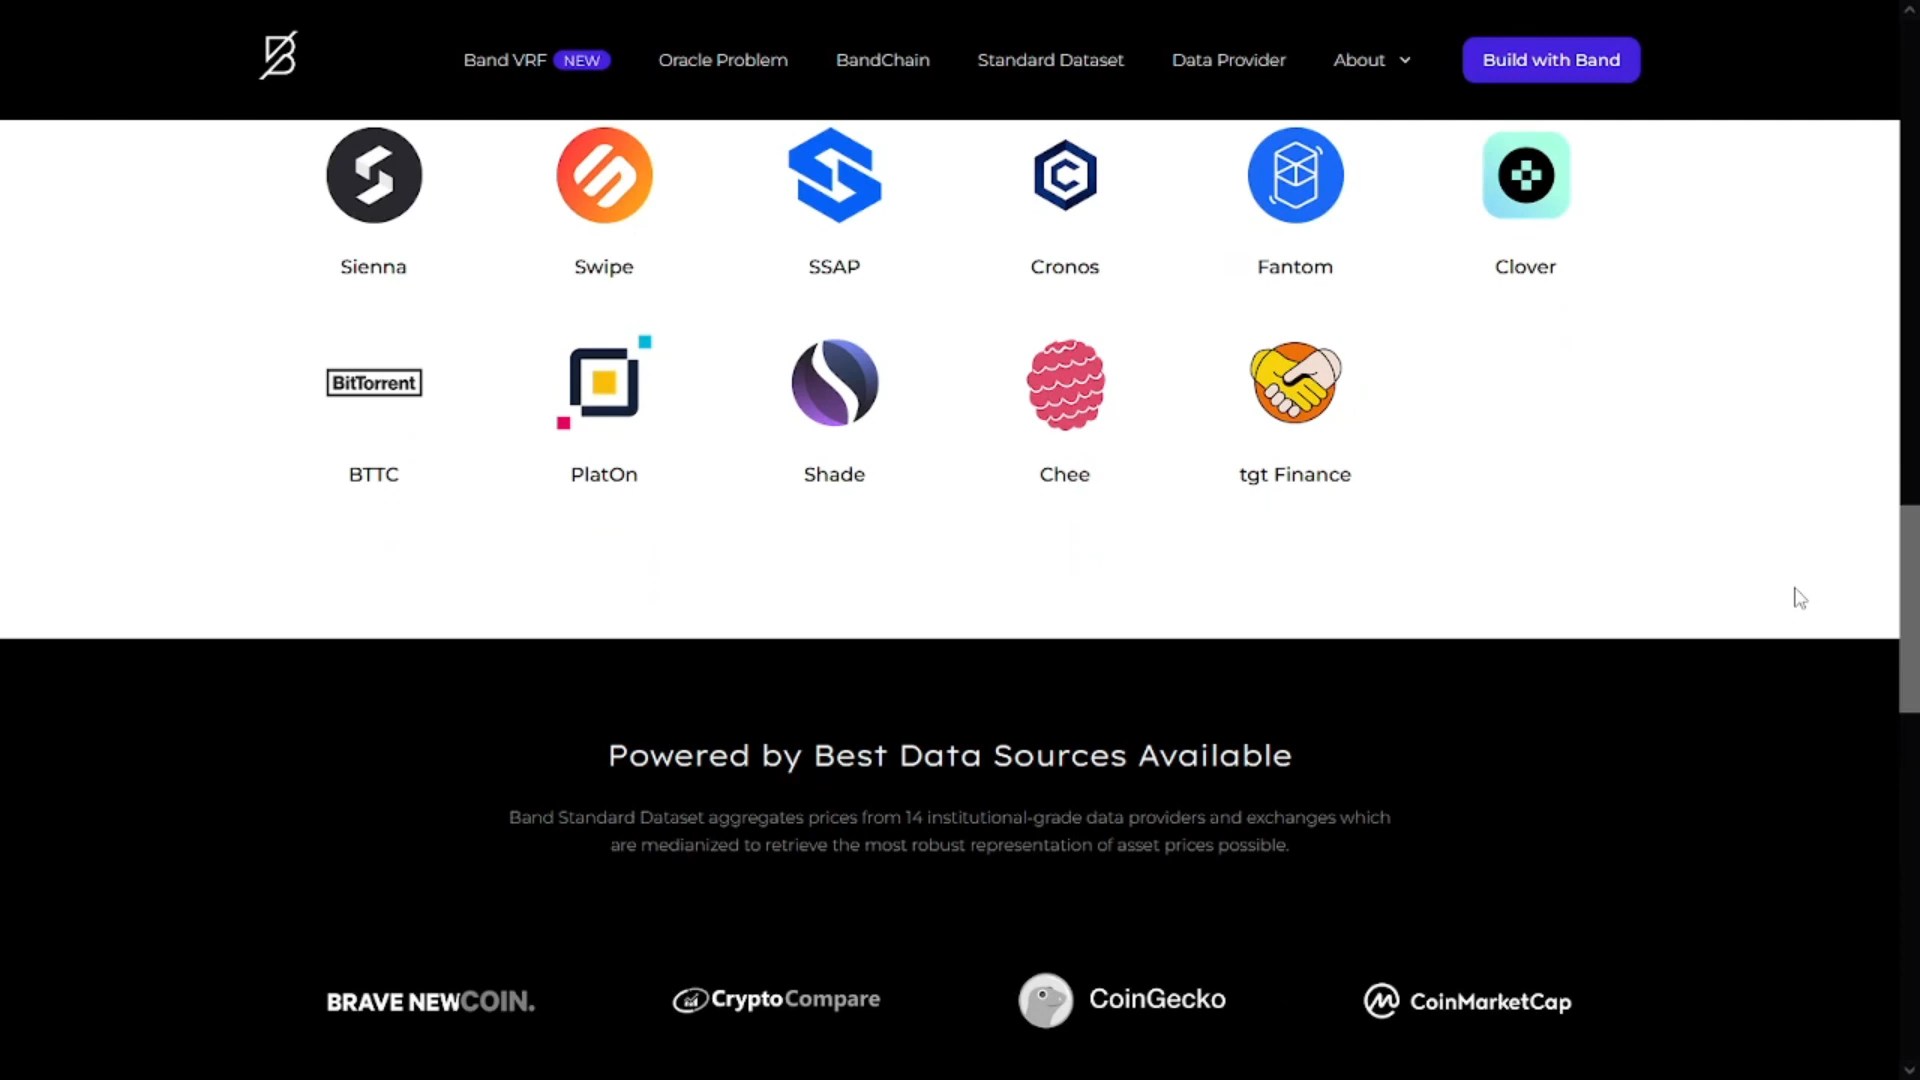 Band VRF NEW Oracle Problem BandChain Standard Dataset Data Provider About Build with Band
Sienna Swipe SSAP Cronos Fantom Clover
BitTorrent
BTTC PlatOn Shade Chee tgt Finance
Powered by Best Data Sources Available
Band Standard Dataset aggregates prices from 14 institutional-grade data providers and exchanges which
are medianized to retrieve the most robust representation of asset prices possible.
BRAVE NEWCOIN. CryptoCompare CoinGecko CoinMarketCap